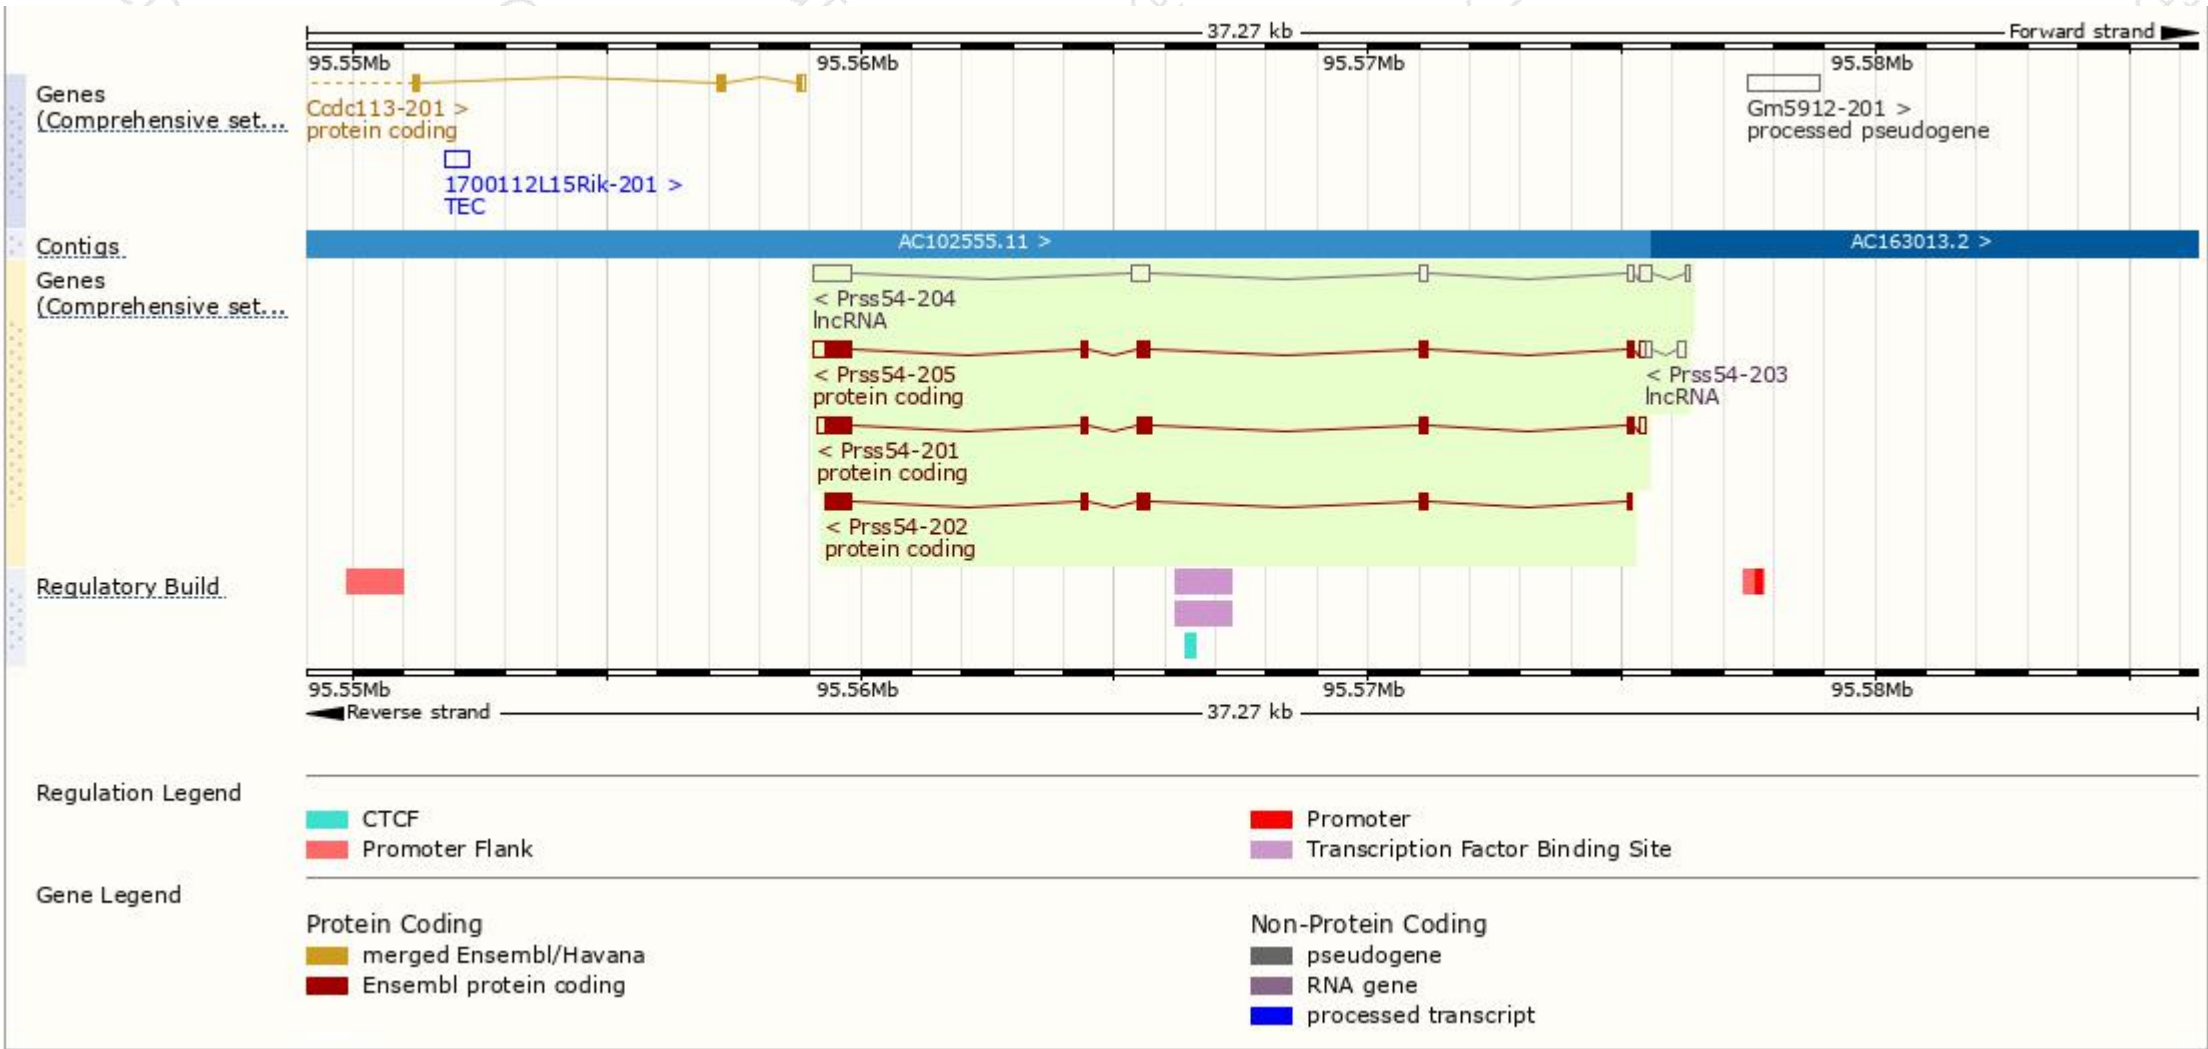 37.27 kb
Forward strand
95.55Mb 95.56Mb 95.57Mb 95.58Mb
Genes
(Comprehensive set...
Ccdc113-201 >
protein coding
Gm5912-201 >
processed pseudogene
1700112L15Rik-201 >
TEC
Contigs
AC102555.11 >
AC163013.2 >
Genes
(Comprehensive set...
< Prss54-204
lncRNA
< Prss54-205
protein coding
< Prss54-203
lncRNA
< Prss54-201
protein coding
< Prss54-202
protein coding
Regulatory Build
95.55Mb 95.56Mb 95.57Mb 95.58Mb
Reverse strand
37.27 kb
Regulation Legend
CTCF
Promoter Flank
Promoter
Transcription Factor Binding Site
Gene Legend
Protein Coding
merged Ensembl/Havana
Ensembl protein coding
Non-Protein Coding
pseudogene
RNA gene
processed transcript